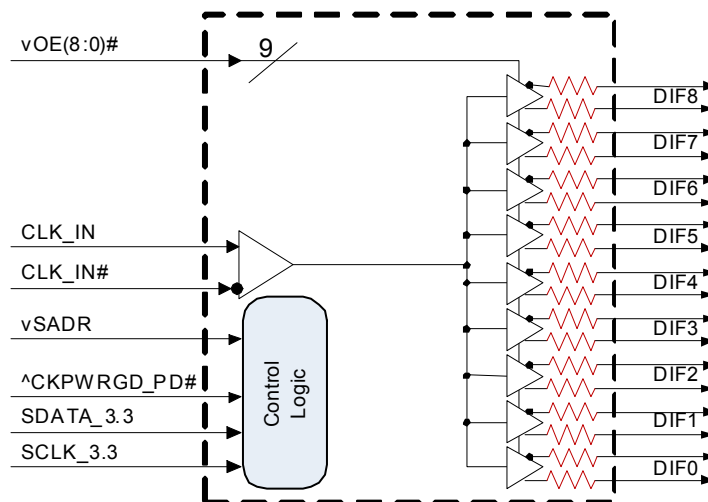 vOE(8:0)#
9
DIF8
DIF7
DIF6
DIF5
DIF4
DIF3
DIF2
DIF1
DIF0
CLK_IN
CLK_IN#
vSADR
^CKPWRGD_PD#
SDATA_3.3
SCLK_3.3
Control
Logic